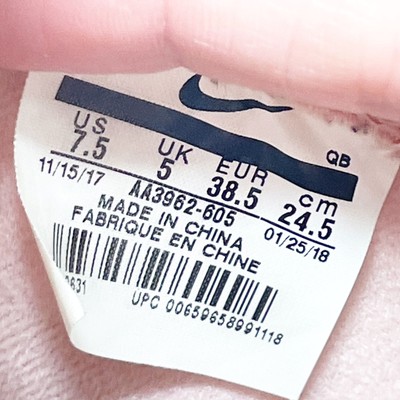 QB
US UK EUR cm
7.5 5 38.5 24.5
11/15/17 AA3962-605 01/25/18
MADE IN CHINA
FABRIQUE EN CHINE
0631
UPC 00659658991118